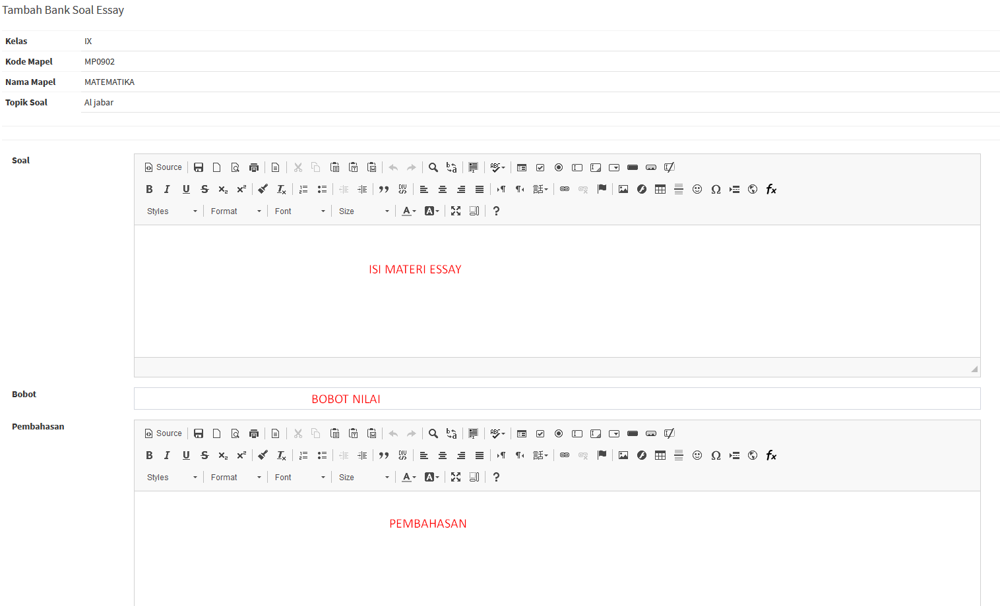 Tambah Bank Soal Essay
Kelas IX
Kode Mapel MP0902
Nama Mapel MATEMATIKA
Topik Soal Al jabar
Soal
Source
Styles Format Font Size
ISI MATERI ESSAY
Bobot
BOBOT NILAI
Pembahasan
Source
Styles Format Font Size
PEMBAHASAN